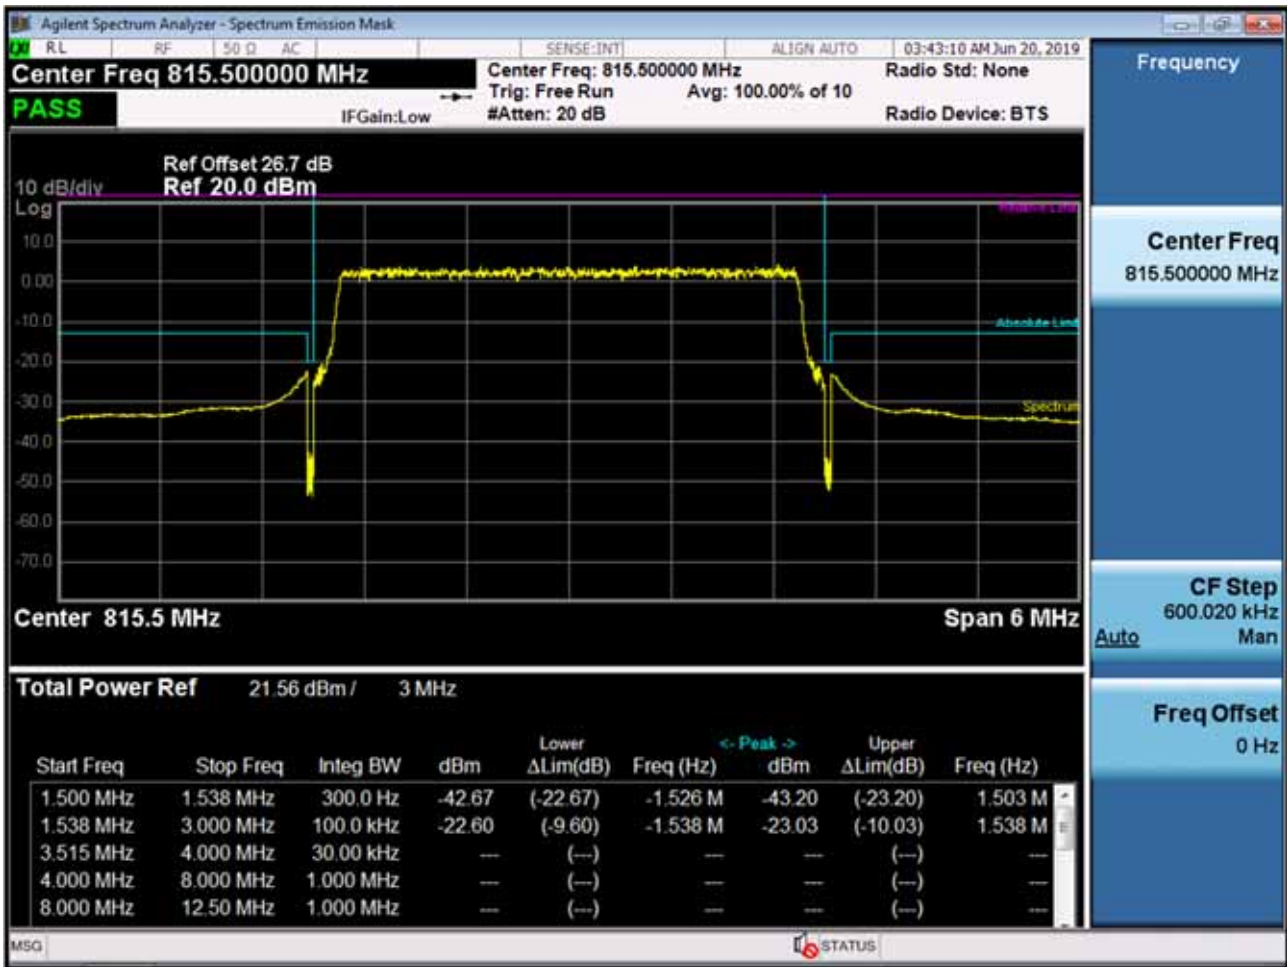 Agilent Spectrum Analyzer - Spectrum Emission Mask
RL RF 50 Ω AC SENSE:INT ALIGN AUTO 03:43:10 AM Jun 20, 2019
Center Freq 815.500000 MHz
Center Freq: 815.500000 MHz
Radio Std: None
Trig: Free Run Avg: 100.00% of 10
PASS
IFGain:Low
#Atten: 20 dB
Radio Device: BTS
Ref Offset 26.7 dB
10 dB/div Ref 20.0 dBm
Log
Relative Limit
10.0
0.00
-10.0
Absolute Limit
-20.0
-30.0
Spectrum
-40.0
-50.0
-60.0
-70.0
Center 815.5 MHz Span 6 MHz
Total Power Ref 21.56 dBm / 3 MHz
Lower <- Peak -> Upper
Start Freq Stop Freq Integ BW dBm ΔLim(dB) Freq (Hz) dBm ΔLim(dB) Freq (Hz)
1.500 MHz 1.538 MHz 300.0 Hz -42.67 (-22.67) -1.526 M -43.20 (-23.20) 1.503 M
1.538 MHz 3.000 MHz 100.0 kHz -22.60 (-9.60) -1.538 M -23.03 (-10.03) 1.538 M
3.515 MHz 4.000 MHz 30.00 kHz --- (---) --- --- (---) ---
4.000 MHz 8.000 MHz 1.000 MHz --- (---) --- --- (---) ---
8.000 MHz 12.50 MHz 1.000 MHz --- (---) --- --- (---) ---
MSG STATUS
Frequency
Center Freq
815.500000 MHz
CF Step
600.020 kHz
Auto Man
Freq Offset
0 Hz